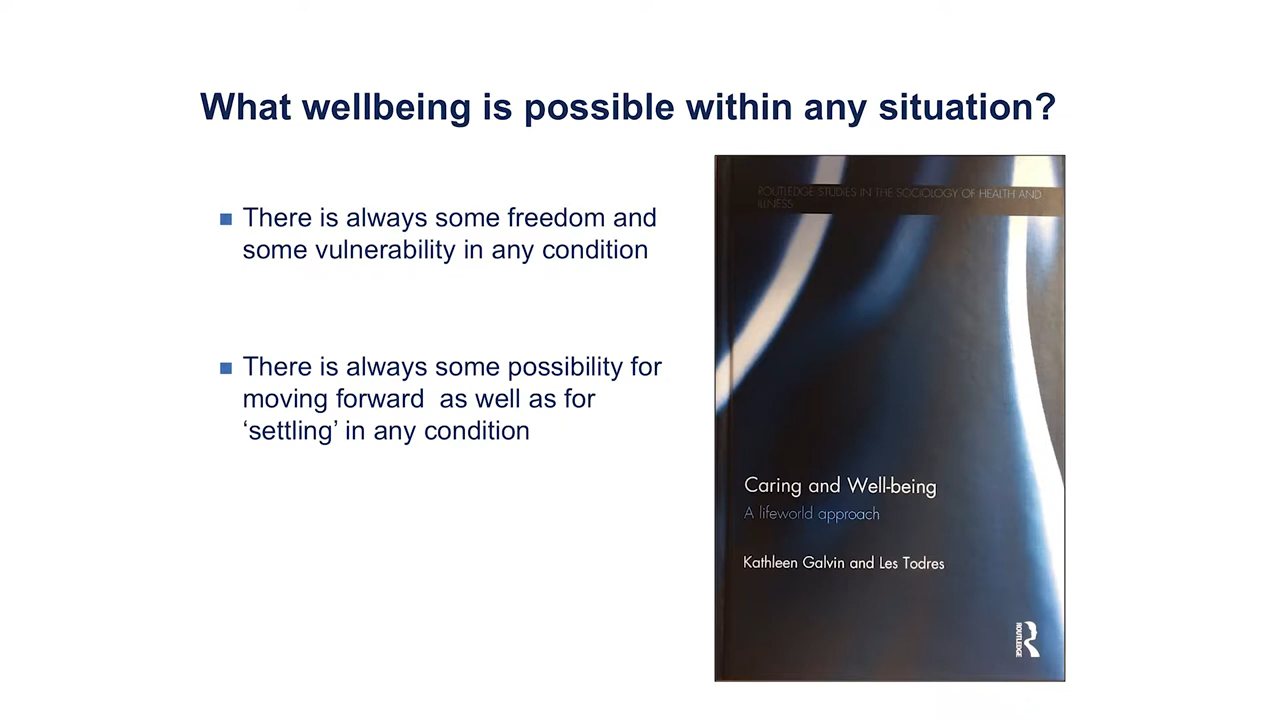 What wellbeing is possible within any situation?
■ There is always some freedom and
some vulnerability in any condition
■ There is always some possibility for
moving forward as well as for
‘settling’ in any condition
ROUTLEDGE STUDIES IN THE SOCIOLOGY OF HEALTH AND
ILLNESS
Caring and Well-being
A lifeworld approach
Kathleen Galvin and Les Todres
ROUTLEDGE